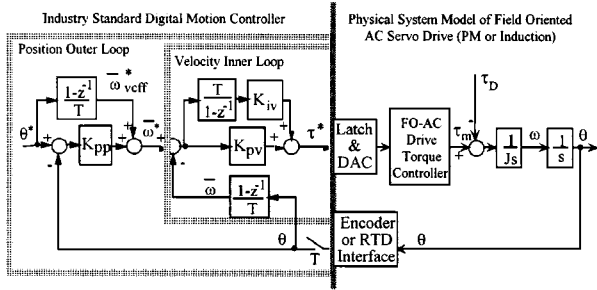 Industry Standard Digital Motion Controller
Physical System Model of Field Oriented
AC Servo Drive (PM or Induction)
Position Outer Loop
Velocity Inner Loop
1-z⁻¹
T
ω̄*vcff
T
1-z⁻¹
Kiv
θ*
+
-
Kpp
+
+
ω̄*
+
-
Kpv
+
+
τ*
Latch
&
DAC
FO-AC
Drive
Torque
Controller
τm
+
-
τD
1
Js
ω
1
s
θ
ω̄
1-z⁻¹
T
θ
T
Encoder
or RTD
Interface
θ